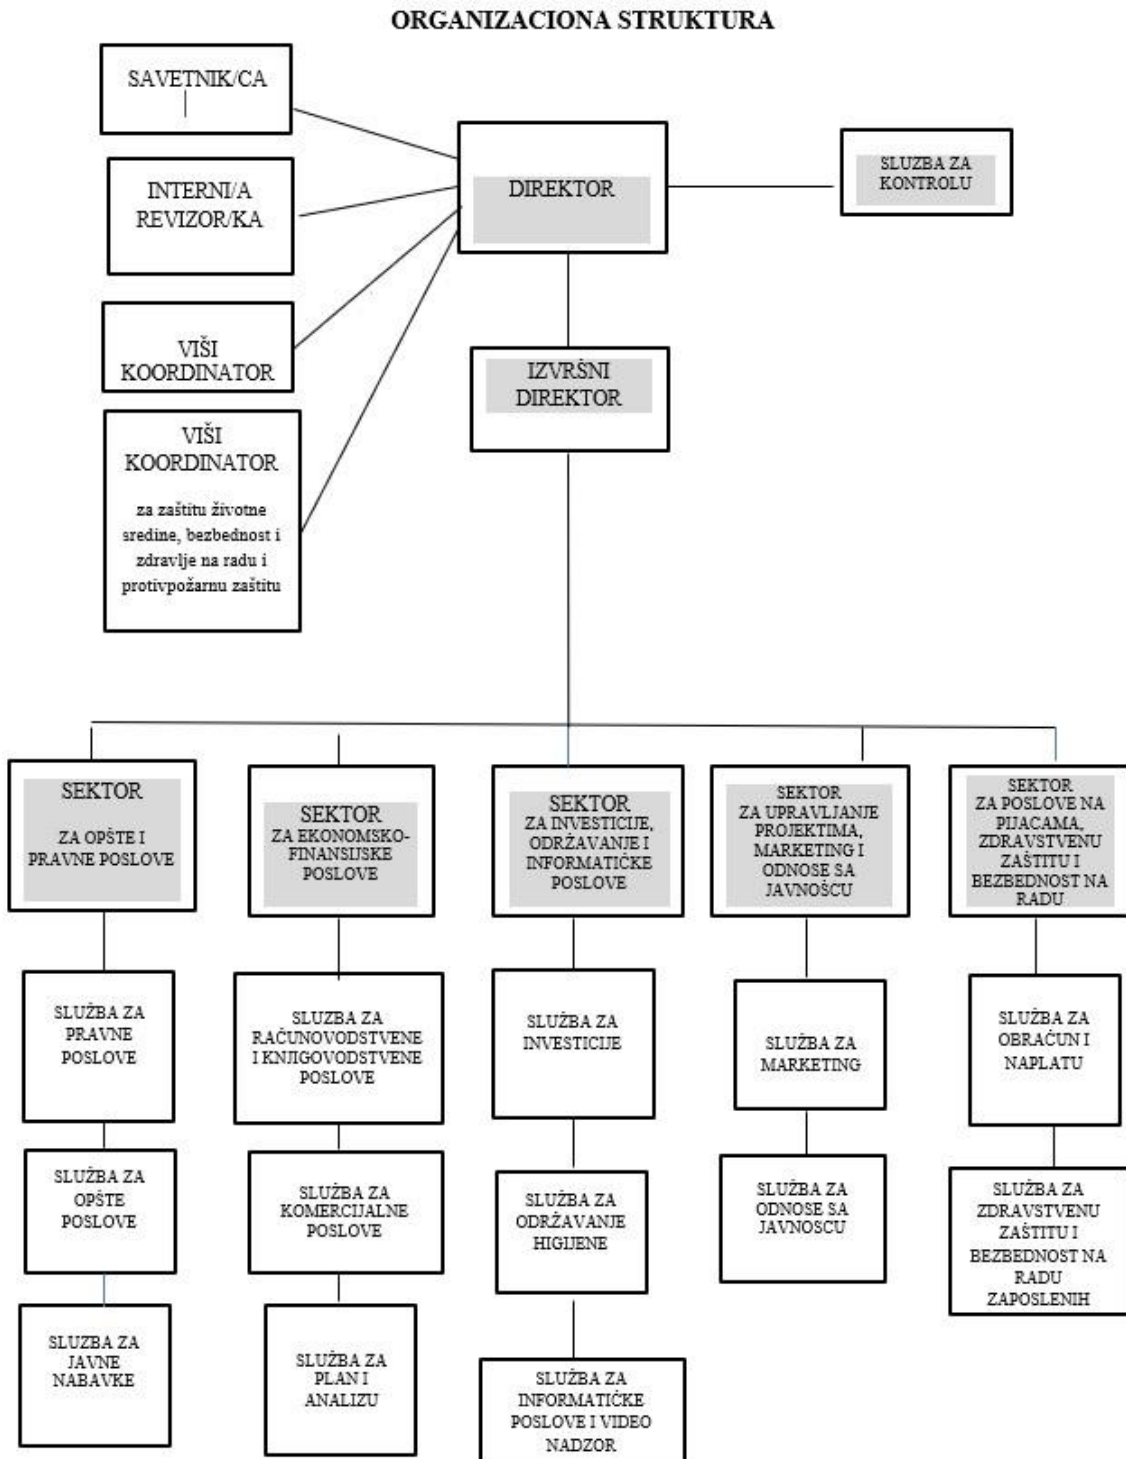 ORGANIZACIONA STRUKTURA
SAVETNIK/CA
INTERNI/A
REVIZOR/KA
VIŠI
KOORDINATOR
VIŠI
KOORDINATOR
za zaštitu životne
sredine, bezbednost i
zdravlje na radu i
protivpožarnu zaštitu
DIREKTOR
SLUZBA ZA
KONTROLU
IZVRŠNI
DIREKTOR
SEKTOR
ZA OPŠTE I
PRAVNE POSLOVE
SEKTOR
ZA EKONOMSKO-
FINANSIJSKE
POSLOVE
SEKTOR
ZA INVESTICIJE,
ODRŽAVANJE I
INFORMATIČKE
POSLOVE
SEKTOR
ZA UPRAVLJANJE
PROJEKTIMA,
MARKETING I
ODNOSE SA
JAVNOŠCU
SEKTOR
ZA POSLOVE NA
PIJACAMA,
ZDRAVSTVENU
ZAŠTITU I
BEZBEDNOST NA
RADU
SLUŽBA ZA
PRAVNE
POSLOVE
SLUZBA ZA
RAČUNOVODSTVENE
I KNJIGOVODSTVENE
POSLOVE
SLUŽBA ZA
INVESTICIJE
SLUŽBA ZA
MARKETING
SLUŽBA ZA
OBRAČUN I
NAPLATU
SLUŽBA ZA
OPŠTE
POSLOVE
SLUŽBA ZA
KOMERCIJALNE
POSLOVE
SLUŽBA ZA
ODRŽAVANJE
HIGIJENE
SLUŽBA ZA
ODNOSE SA
JAVNOSCU
SLUŽBA ZA
ZDRAVSTVENU
ZAŠTITU I
BEZBEDNOST NA
RADU
ZAPOSLENIH
SLUZBA ZA
JAVNE
NABAVKE
SLUŽBA ZA
PLAN I
ANALIZU
SLUŽBA ZA
INFORMATIČKE
POSLOVE I VIDEO
NADZOR